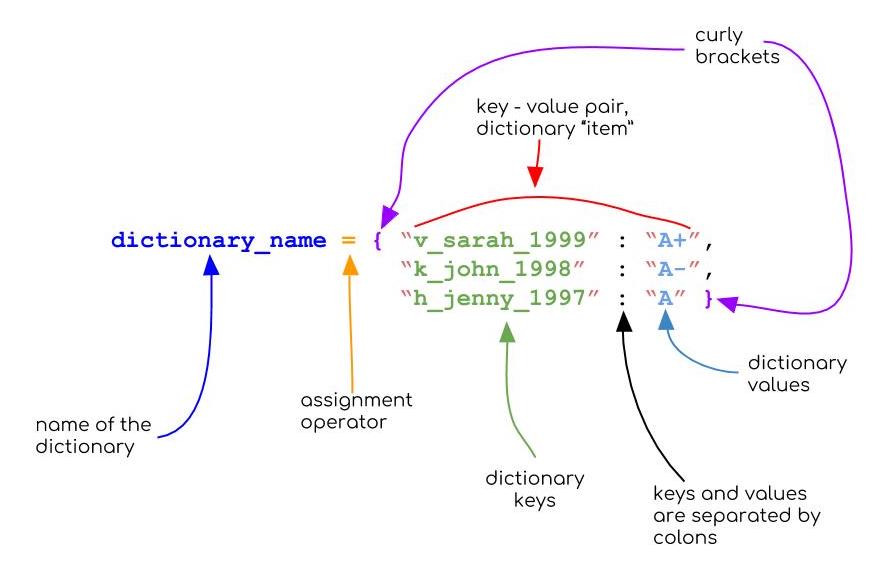 curly
brackets
key - value pair,
dictionary “item”
dictionary_name = { “v_sarah_1999” : “A+”,
“k_john_1998” : “A-”,
“h_jenny_1997” : “A” }
dictionary
values
assignment
operator
name of the
dictionary
dictionary
keys
keys and values
are separated by
colons